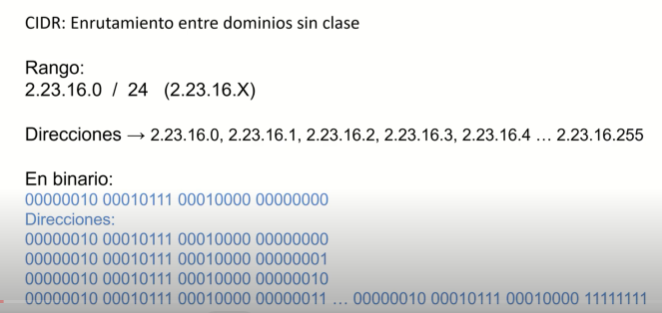 CIDR: Enrutamiento entre dominios sin clase
Rango:
2.23.16.0 / 24 (2.23.16.X)
Direcciones → 2.23.16.0, 2.23.16.1, 2.23.16.2, 2.23.16.3, 2.23.16.4 ... 2.23.16.255
En binario:
00000010 00010111 00010000 00000000
Direcciones:
00000010 00010111 00010000 00000000
00000010 00010111 00010000 00000001
00000010 00010111 00010000 00000010
00000010 00010111 00010000 00000011 ... 00000010 00010111 00010000 11111111